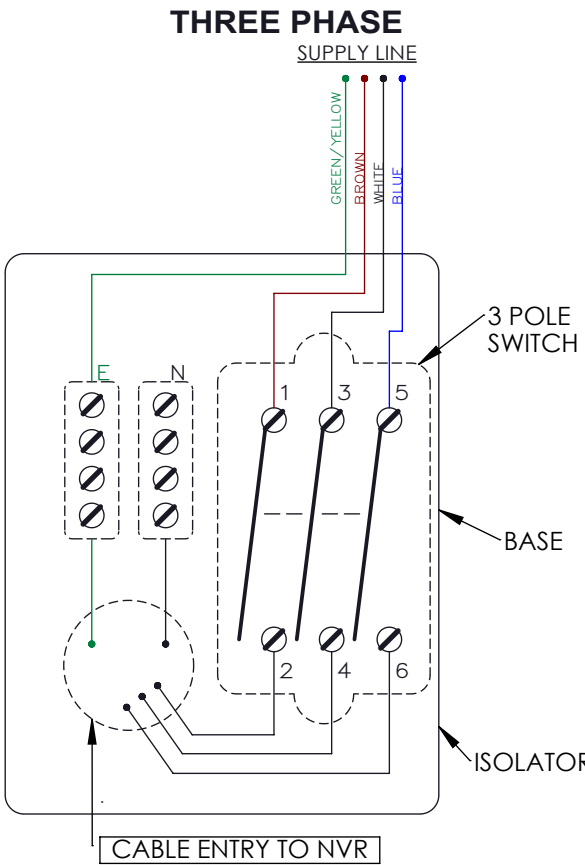 THREE PHASE
SUPPLY LINE
GREEN/YELLOW
BROWN
WHITE
BLUE
3 POLE
SWITCH
E
N
1
3
5
BASE
2
4
6
ISOLATOR
CABLE ENTRY TO NVR